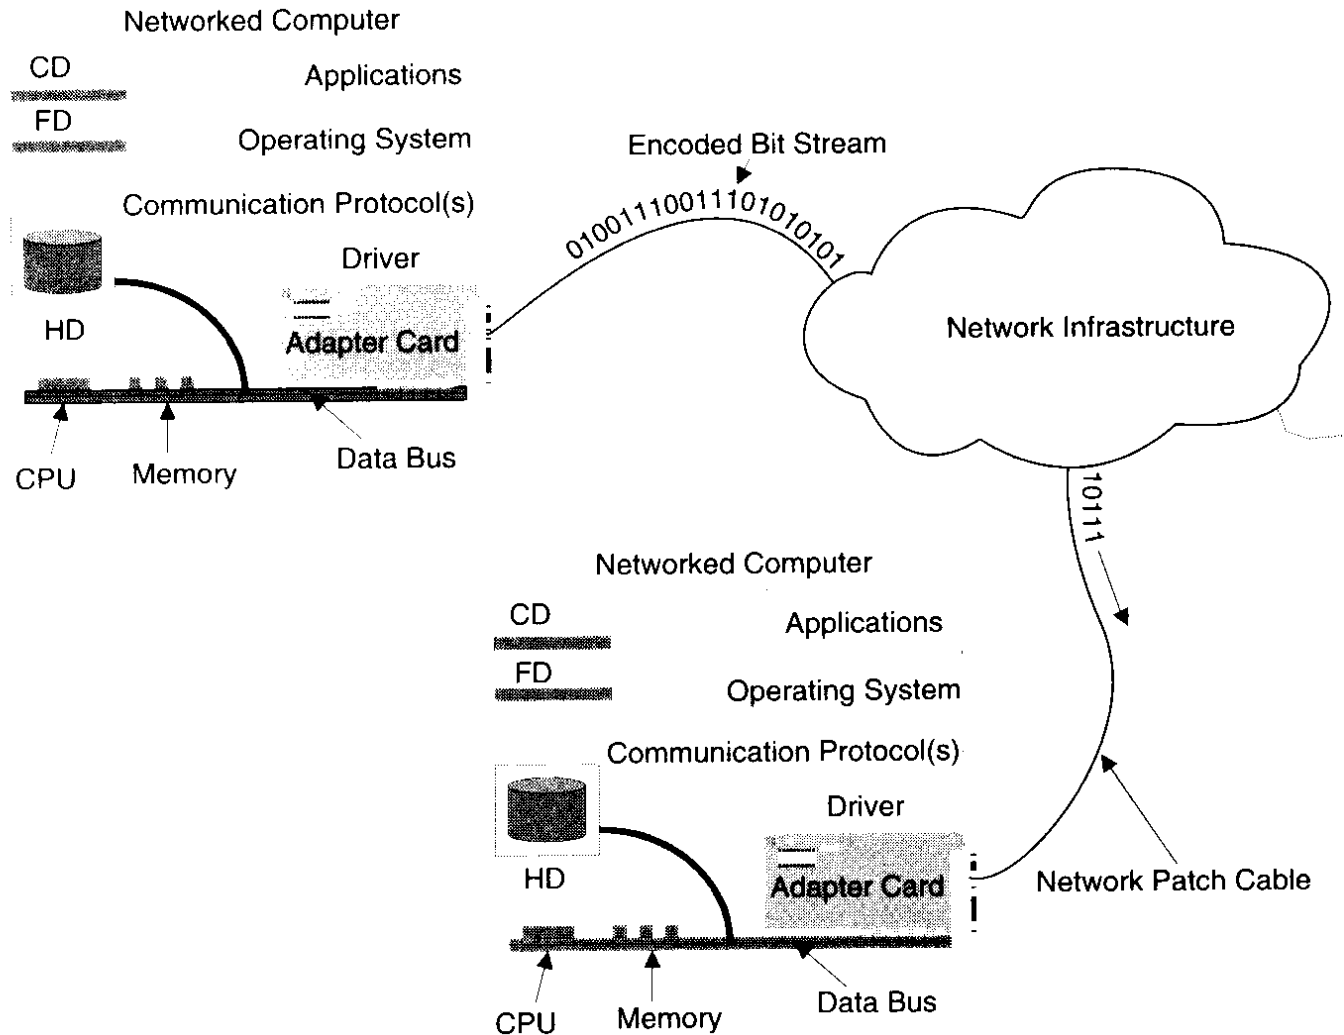 Networked Computer
CD
Applications
FD
Operating System
Communication Protocol(s)
Driver
HD
Adapter Card
CPU
Memory
Data Bus
Encoded Bit Stream
01001110011101010101
Network Infrastructure
10111
Networked Computer
CD
Applications
FD
Operating System
Communication Protocol(s)
Driver
HD
Adapter Card
CPU
Memory
Data Bus
Network Patch Cable